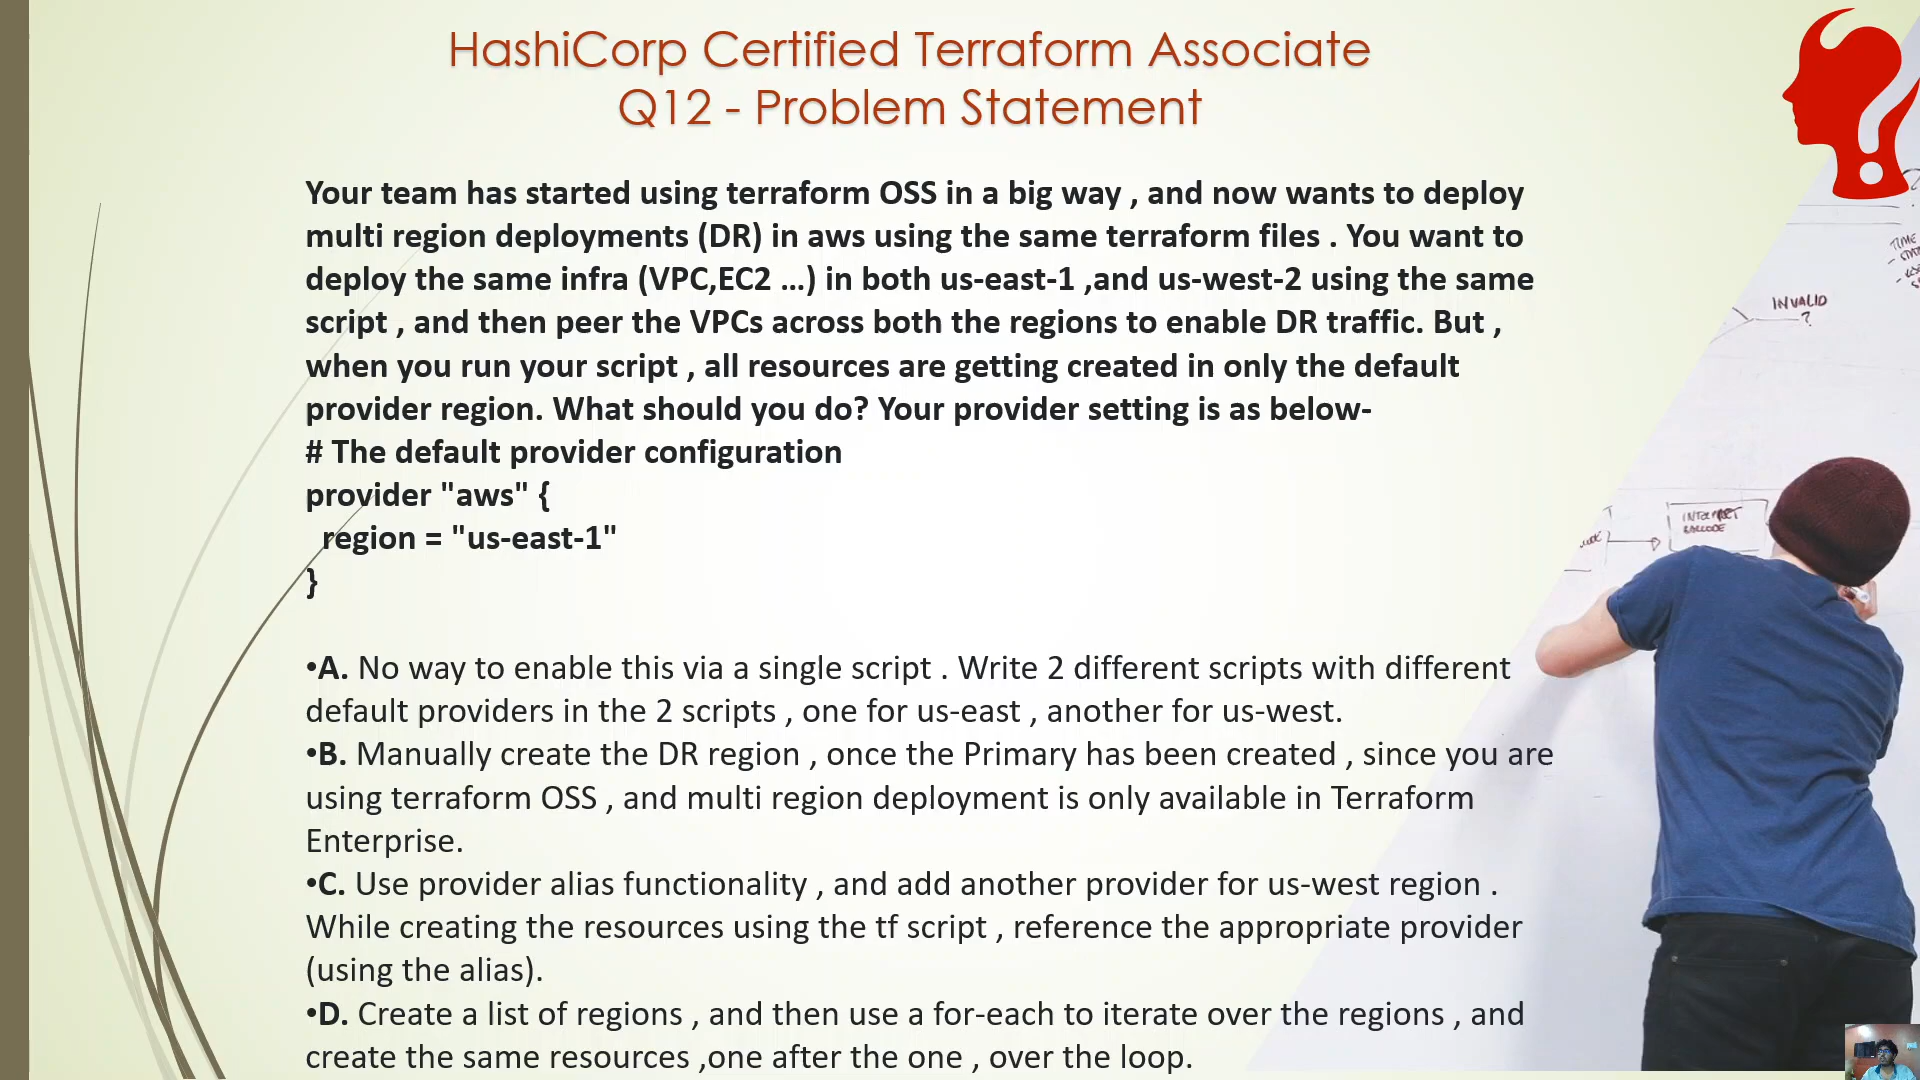 HashiCorp Certified Terraform Associate
Q12 - Problem Statement
Your team has started using terraform OSS in a big way , and now wants to deploy
multi region deployments (DR) in aws using the same terraform files . You want to
deploy the same infra (VPC,EC2 ...) in both us-east-1 ,and us-west-2 using the same
script , and then peer the VPCs across both the regions to enable DR traffic. But ,
when you run your script , all resources are getting created in only the default
provider region. What should you do? Your provider setting is as below-
# The default provider configuration
provider "aws" {
region = "us-east-1"
}
•A. No way to enable this via a single script . Write 2 different scripts with different
default providers in the 2 scripts , one for us-east , another for us-west.
•B. Manually create the DR region , once the Primary has been created , since you are
using terraform OSS , and multi region deployment is only available in Terraform
Enterprise.
•C. Use provider alias functionality , and add another provider for us-west region .
While creating the resources using the tf script , reference the appropriate provider
(using the alias).
•D. Create a list of regions , and then use a for-each to iterate over the regions , and
create the same resources ,one after the one , over the loop.
TIME
INVALID
?
INTERPRET
BARCODE